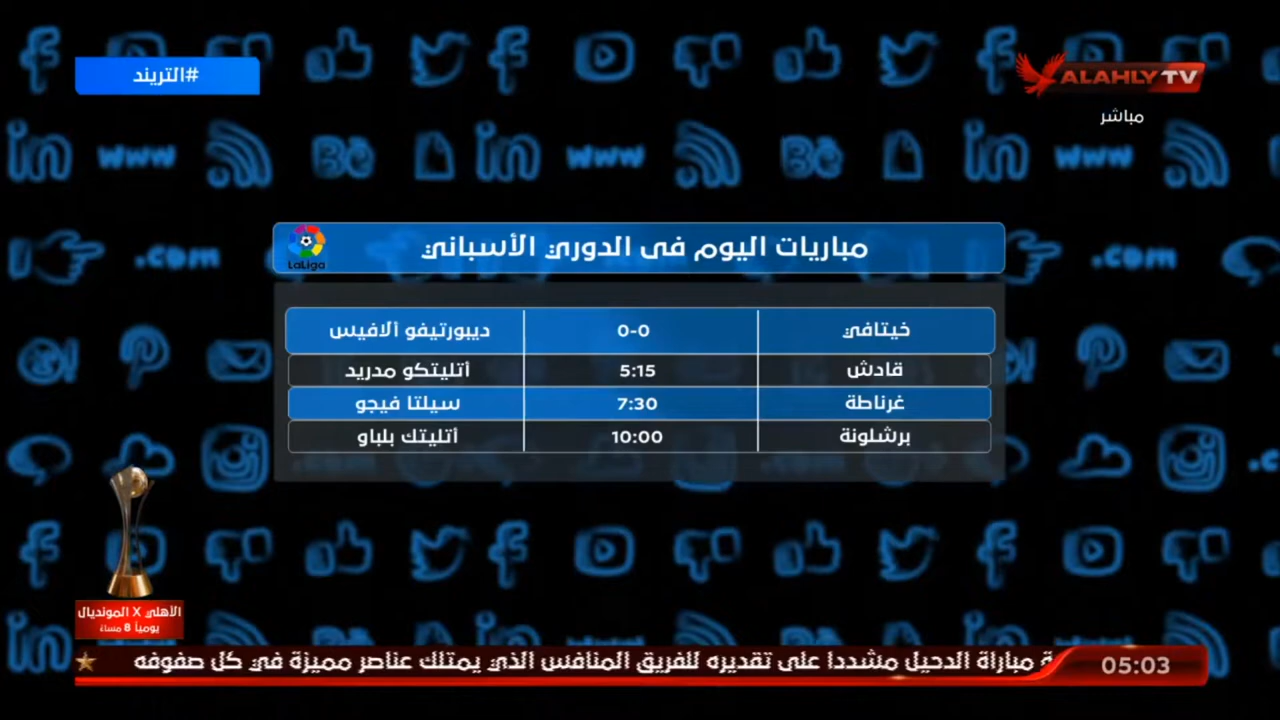 #التريند
ALAHLY TV
مباشر
مباريات اليوم فى الدوري الأسباني
LaLiga
خيتافي 0-0 ديبورتيفو ألافيس
قادش 5:15 أتليتكو مدريد
غرناطة 7:30 سيلتا فيجو
برشلونة 10:00 أتليتك بلباو
الأهلي X المونديال
يومياً 8 مساءً
مباراة الدحيل مشددا على تقديره للفريق المنافس الذي يمتلك عناصر مميزة في كل صفوفه
05:03